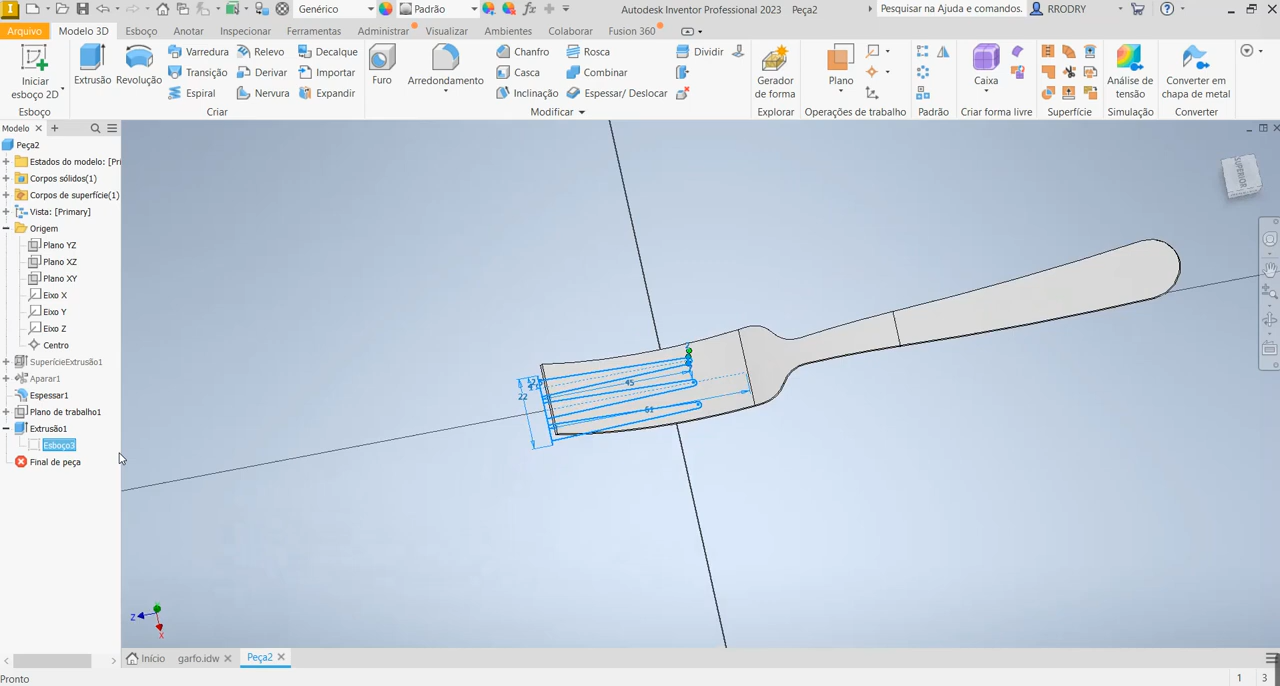 Genérico
Padrão
Autodesk Inventor Professional 2023 Peça2
Pesquisar na Ajuda e comandos.
RRODRY
Arquivo Modelo 3D Esboço Anotar Inspecionar Ferramentas Administrar Visualizar Ambientes Colaborar Fusion 360
Iniciar
esboço 2D
Extrusão
Revolução
Varredura
Transição
Espiral
Relevo
Derivar
Nervura
Decalque
Importar
Expandir
Furo
Arredondamento
Chanfro
Casca
Inclinação
Rosca
Combinar
Espessar/ Deslocar
Dividir
Gerador
de forma
Plano
Caixa
Análise de
tensão
Converter em
chapa de metal
Esboço Criar Modificar Explorar Operações de trabalho Padrão Criar forma livre Superfície Simulação Converter
Modelo
Peça2
Estados do modelo: [Pri
Corpos sólidos(1)
Corpos de superfície(1)
Vista: [Primary]
Origem
Plano YZ
Plano XZ
Plano XY
Eixo X
Eixo Y
Eixo Z
Centro
SuperfícieExtrusão1
Aparar1
Espessar1
Plano de trabalho1
Extrusão1
Esboço3
Final de peça
SUPERIOR
45
22
51
Z
X
Início garfo.idw Peça2
Pronto
1 3